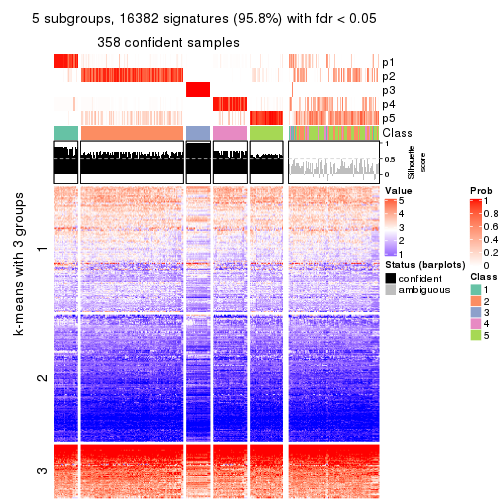 5 subgroups, 16382 signatures (95.8%) with fdr < 0.05
358 confident samples
p1
p2
p3
p4
p5
Class
1
0.5
0
Silhouette
score
k-means with 3 groups
1
2
3
Value
5
4
3
2
1
Status (barplots)
confident
ambiguous
Prob
1
0.8
0.6
0.4
0.2
0
Class
1
2
3
4
5